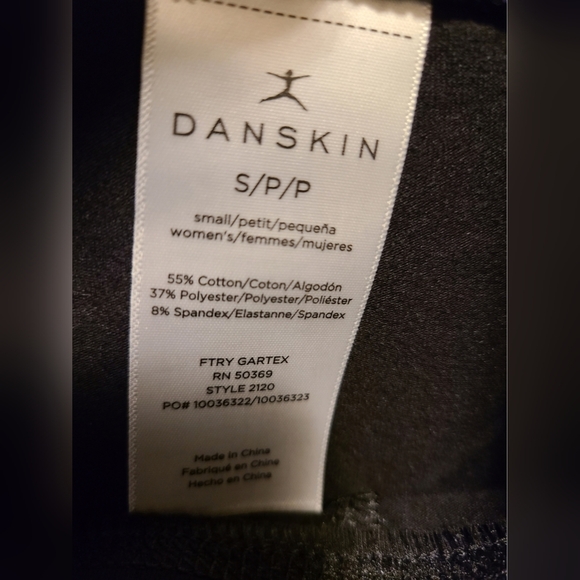 DANSKIN
S/P/P
small/petit/pequeña
women's/femmes/mujeres
55% Cotton/Coton/Algodón
37% Polyester/Polyester/Poliéster
8% Spandex/Elastanne/Spandex
FTRY GARTEX
RN 50369
STYLE 2120
PO# 10036322/10036323
Made in China
Fabriqué en Chine
Hecho en China